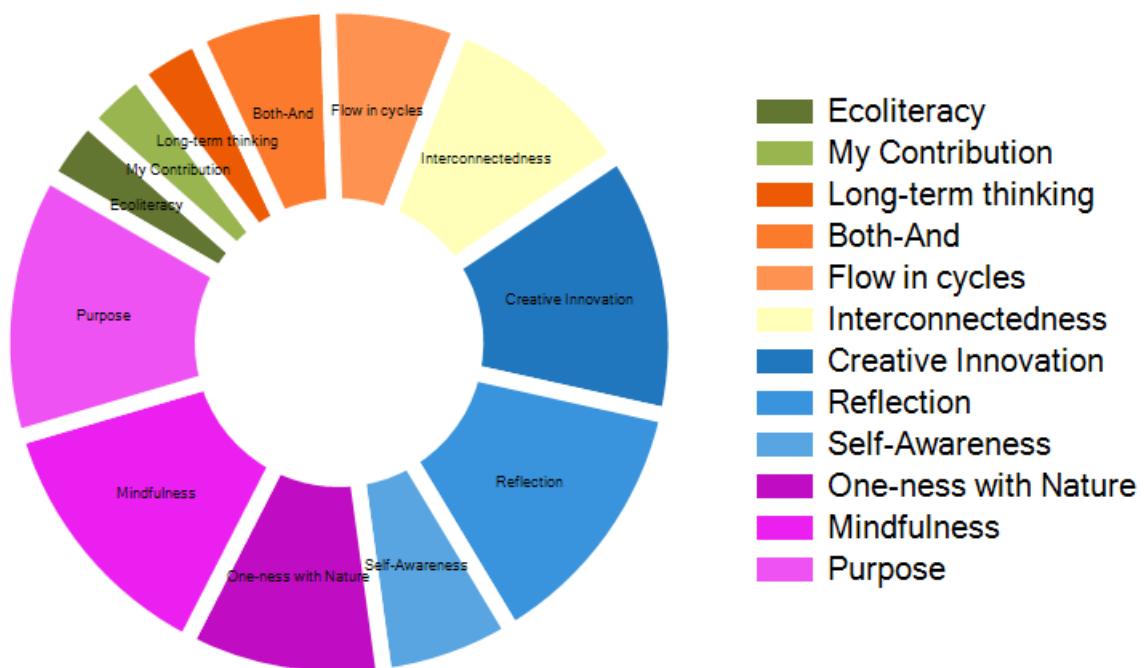 Both-And
Flow in cycles
Long-term thinking
Interconnectedness
My Contribution
Ecoliteracy
Creative Innovation
Purpose
Reflection
Mindfulness
Self-Awareness
One-ness with Nature
Ecoliteracy
My Contribution
Long-term thinking
Both-And
Flow in cycles
Interconnectedness
Creative Innovation
Reflection
Self-Awareness
One-ness with Nature
Mindfulness
Purpose